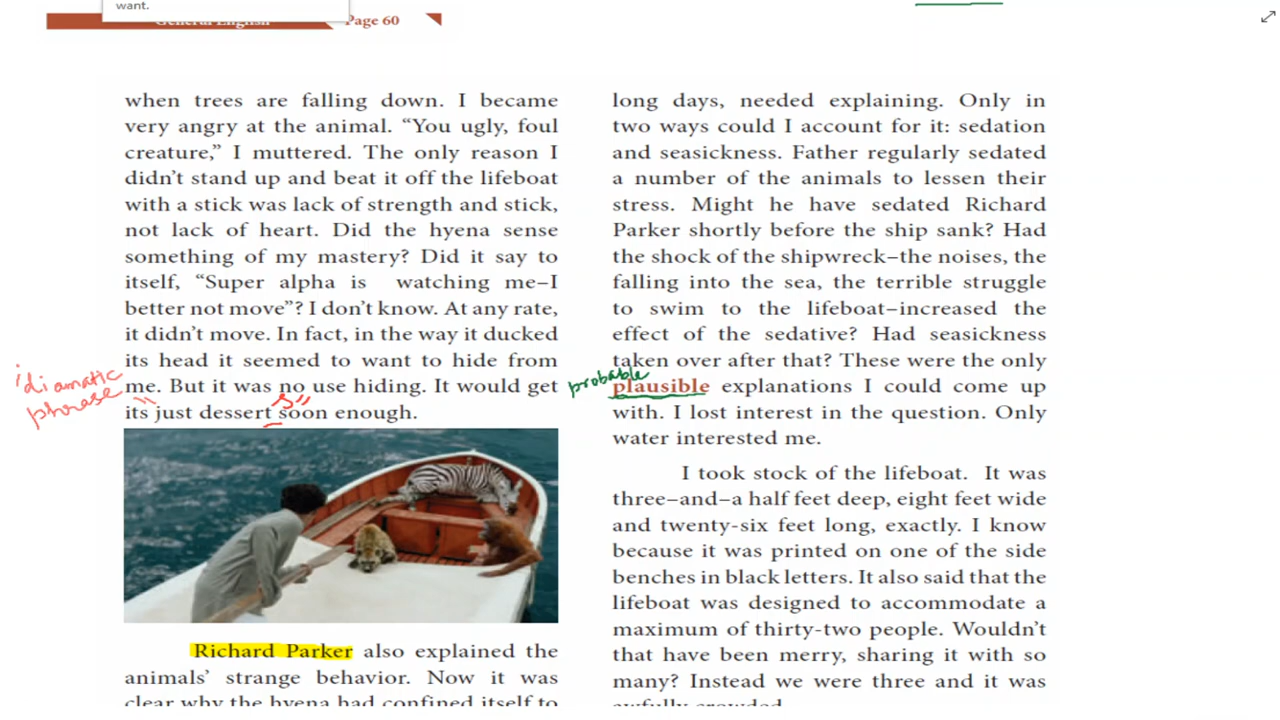 want.
General English
Page 60
when trees are falling down. I became
very angry at the animal. “You ugly, foul
creature,” I muttered. The only reason I
didn’t stand up and beat it off the lifeboat
with a stick was lack of strength and stick,
not lack of heart. Did the hyena sense
something of my mastery? Did it say to
itself, “Super alpha is watching me–I
better not move”? I don’t know. At any rate,
it didn’t move. In fact, in the way it ducked
its head it seemed to want to hide from
me. But it was no use hiding. It would get
its just dessert soon enough.
idiamatic
phrase
"s"
Richard Parker also explained the
animals’ strange behavior. Now it was
clear why the hyena had confined itself to
long days, needed explaining. Only in
two ways could I account for it: sedation
and seasickness. Father regularly sedated
a number of the animals to lessen their
stress. Might he have sedated Richard
Parker shortly before the ship sank? Had
the shock of the shipwreck–the noises, the
falling into the sea, the terrible struggle
to swim to the lifeboat–increased the
effect of the sedative? Had seasickness
taken over after that? These were the only
probable
plausible explanations I could come up
with. I lost interest in the question. Only
water interested me.
I took stock of the lifeboat. It was
three–and–a half feet deep, eight feet wide
and twenty-six feet long, exactly. I know
because it was printed on one of the side
benches in black letters. It also said that the
lifeboat was designed to accommodate a
maximum of thirty-two people. Wouldn’t
that have been merry, sharing it with so
many? Instead we were three and it was
awfully crowded.